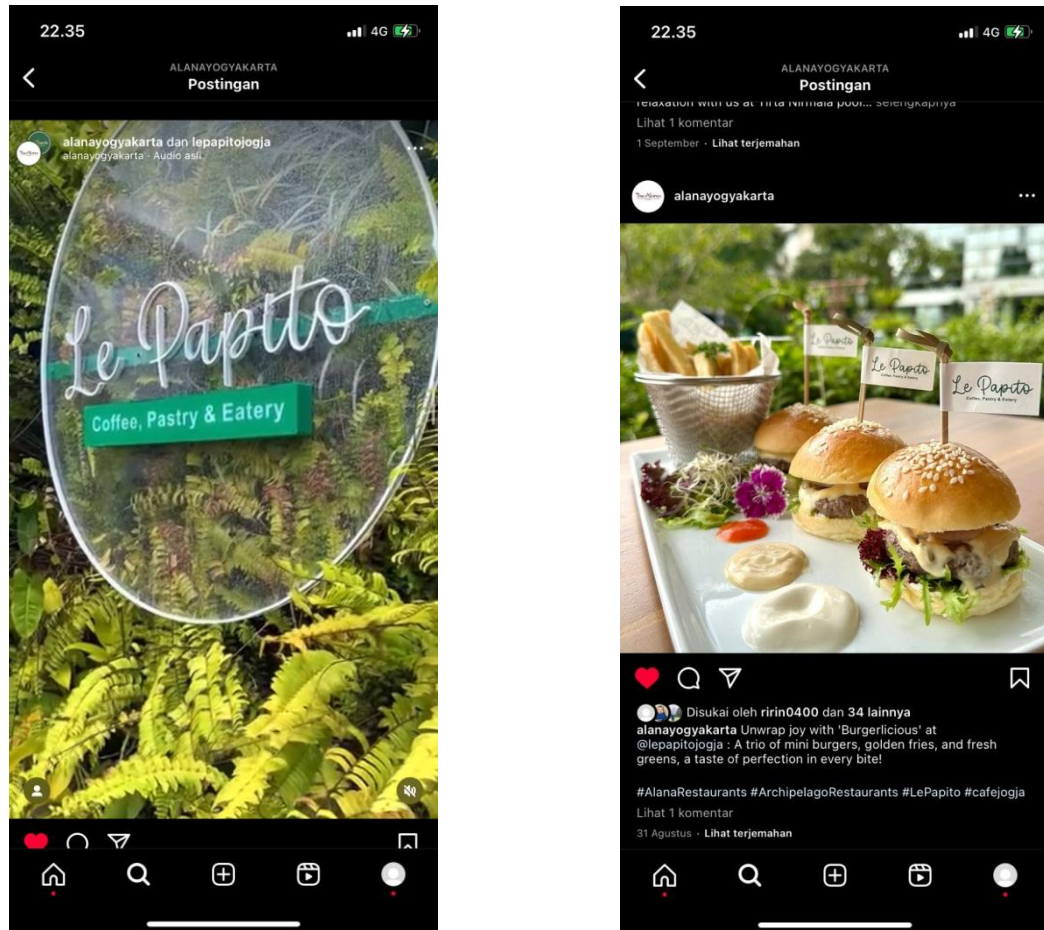 22.35
4G
ALANAYOGYAKARTA
Postingan
alanayogyakarta dan lepapitojogja
alanayogyakarta · Audio asli
Le Papito
Coffee, Pastry & Eatery
22.35
4G
ALANAYOGYAKARTA
Postingan
relaxation with us at Tirta Nirmala pool... selengkapnya
Lihat 1 komentar
1 September · Lihat terjemahan
alanayogyakarta
Le Papito
Le Papito
Coffee, Pastry & Eatery
Le Papito
Coffee, Pastry & Eatery
Disukai oleh ririn0400 dan 34 lainnya
alanayogyakarta Unwrap joy with 'Burgerlicious' at
@lepapitojogja : A trio of mini burgers, golden fries, and fresh
greens, a taste of perfection in every bite!
#AlanaRestaurants #ArchipelagoRestaurants #LePapito #cafejogja
Lihat 1 komentar
31 Agustus · Lihat terjemahan